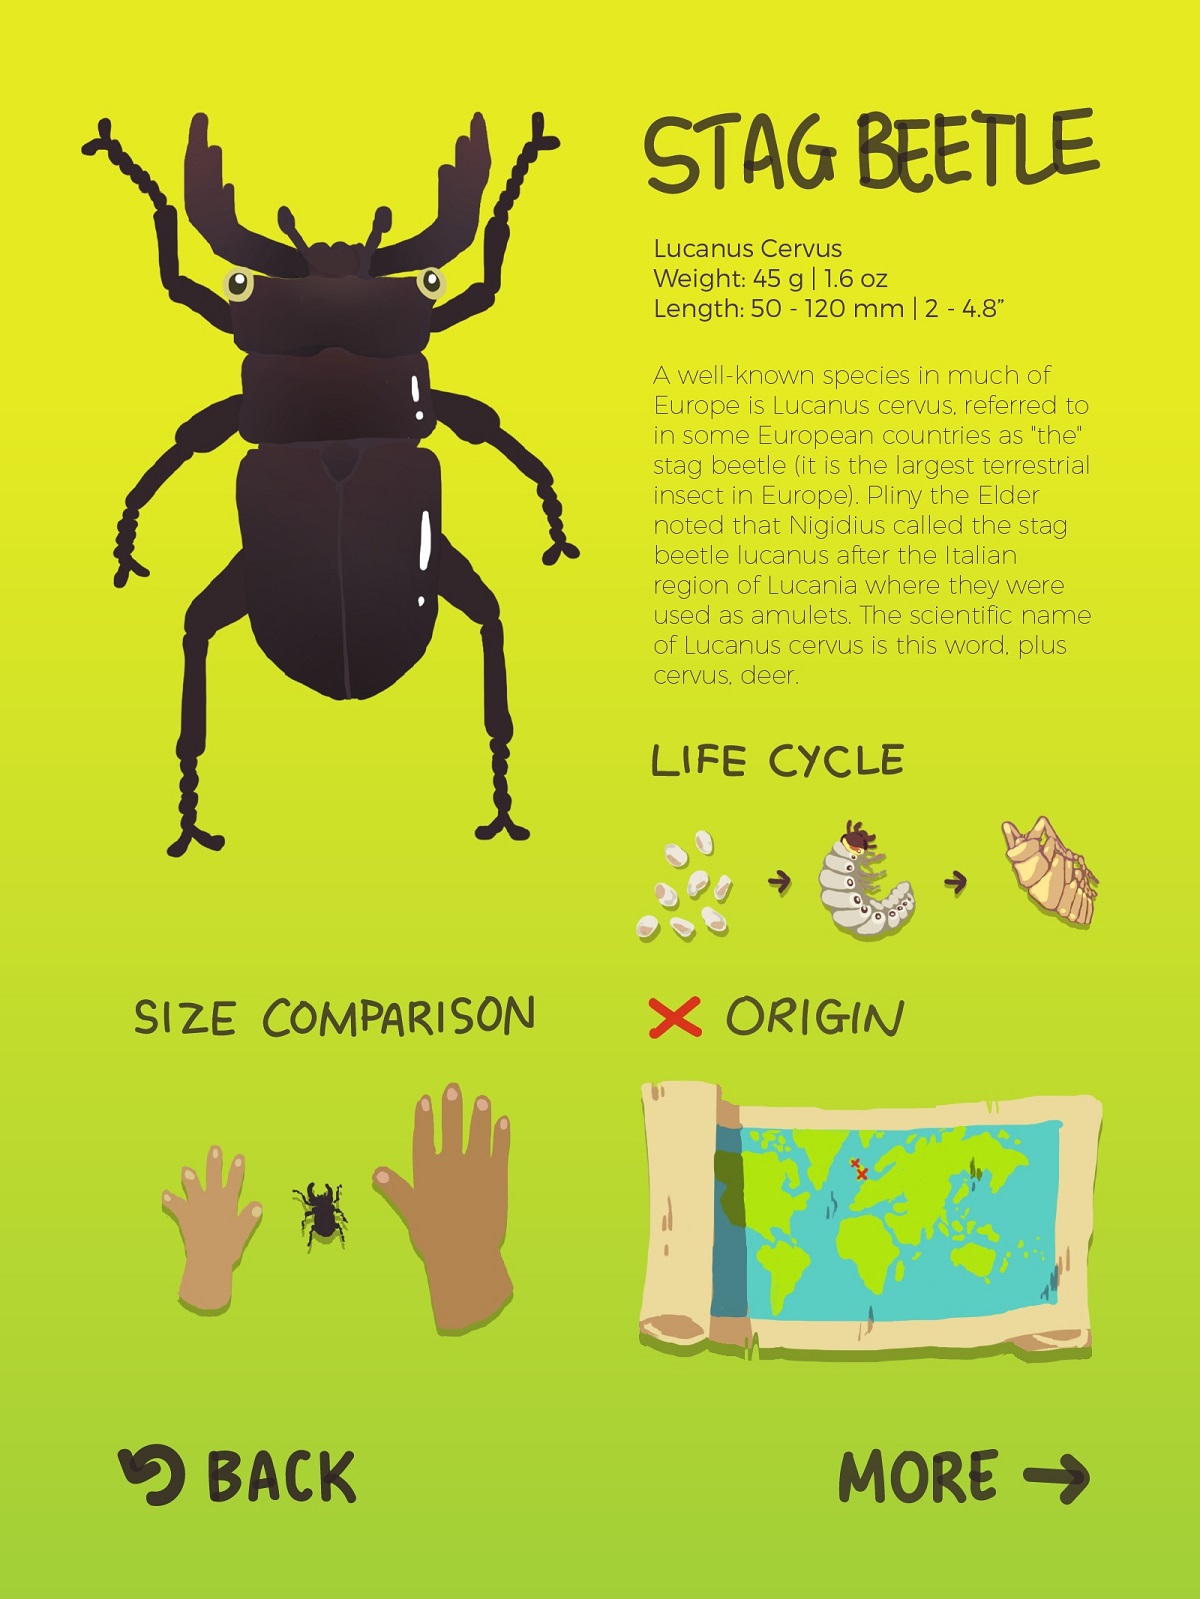 STAG BEETLE
Lucanus Cervus
Weight: 45 g | 1.6 oz
Length: 50 - 120 mm | 2 - 4.8”
A well-known species in much of
Europe is Lucanus cervus, referred to
in some European countries as "the"
stag beetle (it is the largest terrestrial
insect in Europe). Pliny the Elder
noted that Nigidius called the stag
beetle lucanus after the Italian
region of Lucania where they were
used as amulets. The scientific name
of Lucanus cervus is this word, plus
cervus, deer.
LIFE CYCLE
SIZE COMPARISON
ORIGIN
BACK
MORE